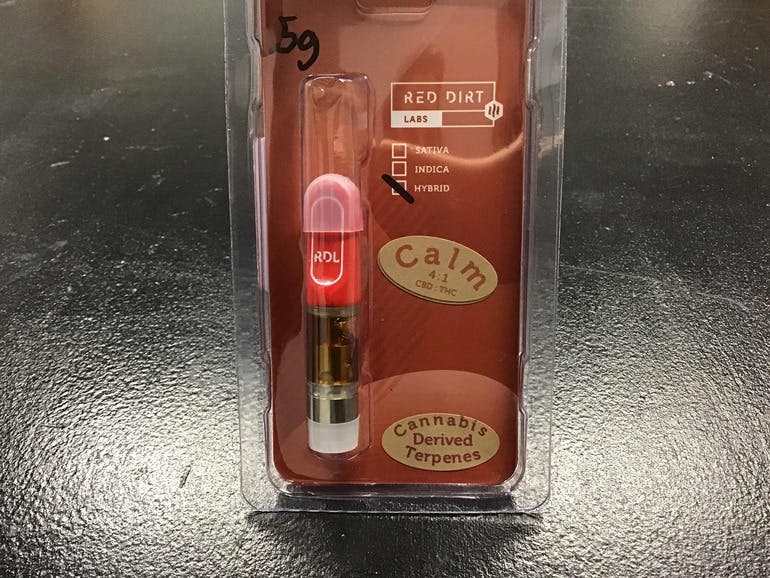 5g
RED DIRT
LABS
SATIVA
INDICA
HYBRID
RDL
Calm
4:1
CBD:THC
Cannabis
Derived
Terpenes